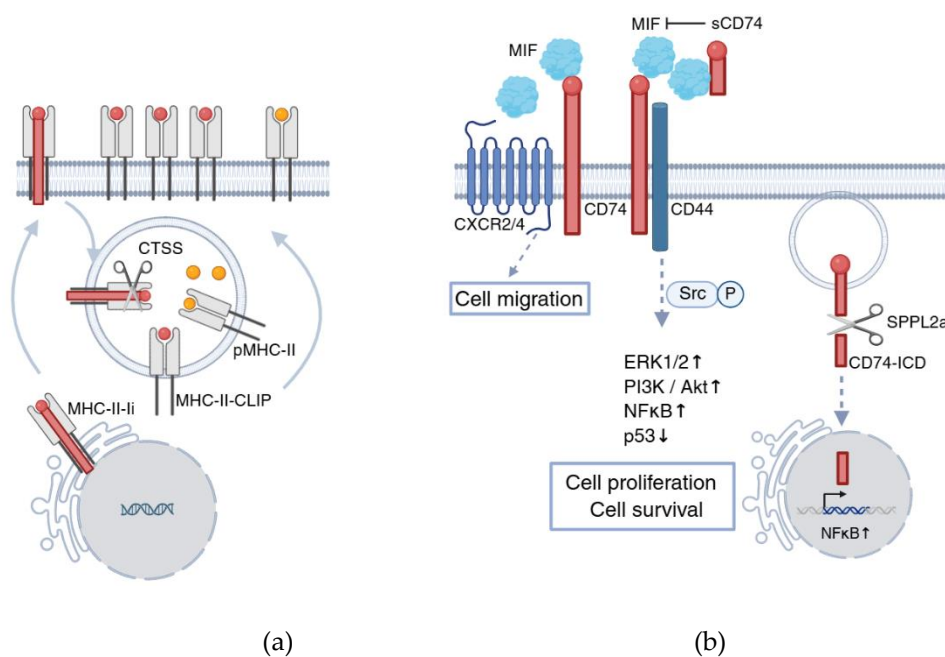 CTSS
pMHC-II
MHC-II-CLIP
MHC-II-Ii
(a)
(b)
MIF
MIF
sCD74
CXCR2/4
CD74
CD44
Cell migration
Src
P
ERK1/2↑
PI3K / Akt↑
NFκB↑
p53↓
Cell proliferation
Cell survival
SPPL2a
CD74-ICD
NFκB↑